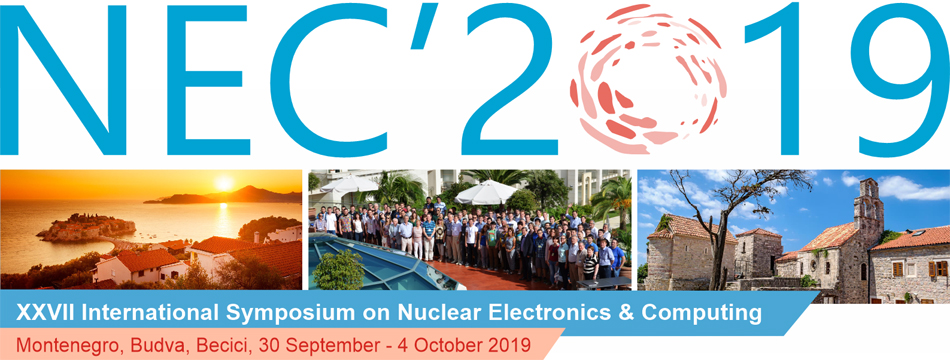 NEC'2019
XXVII International Symposium on Nuclear Electronics & Computing
Montenegro, Budva, Becici, 30 September - 4 October 2019